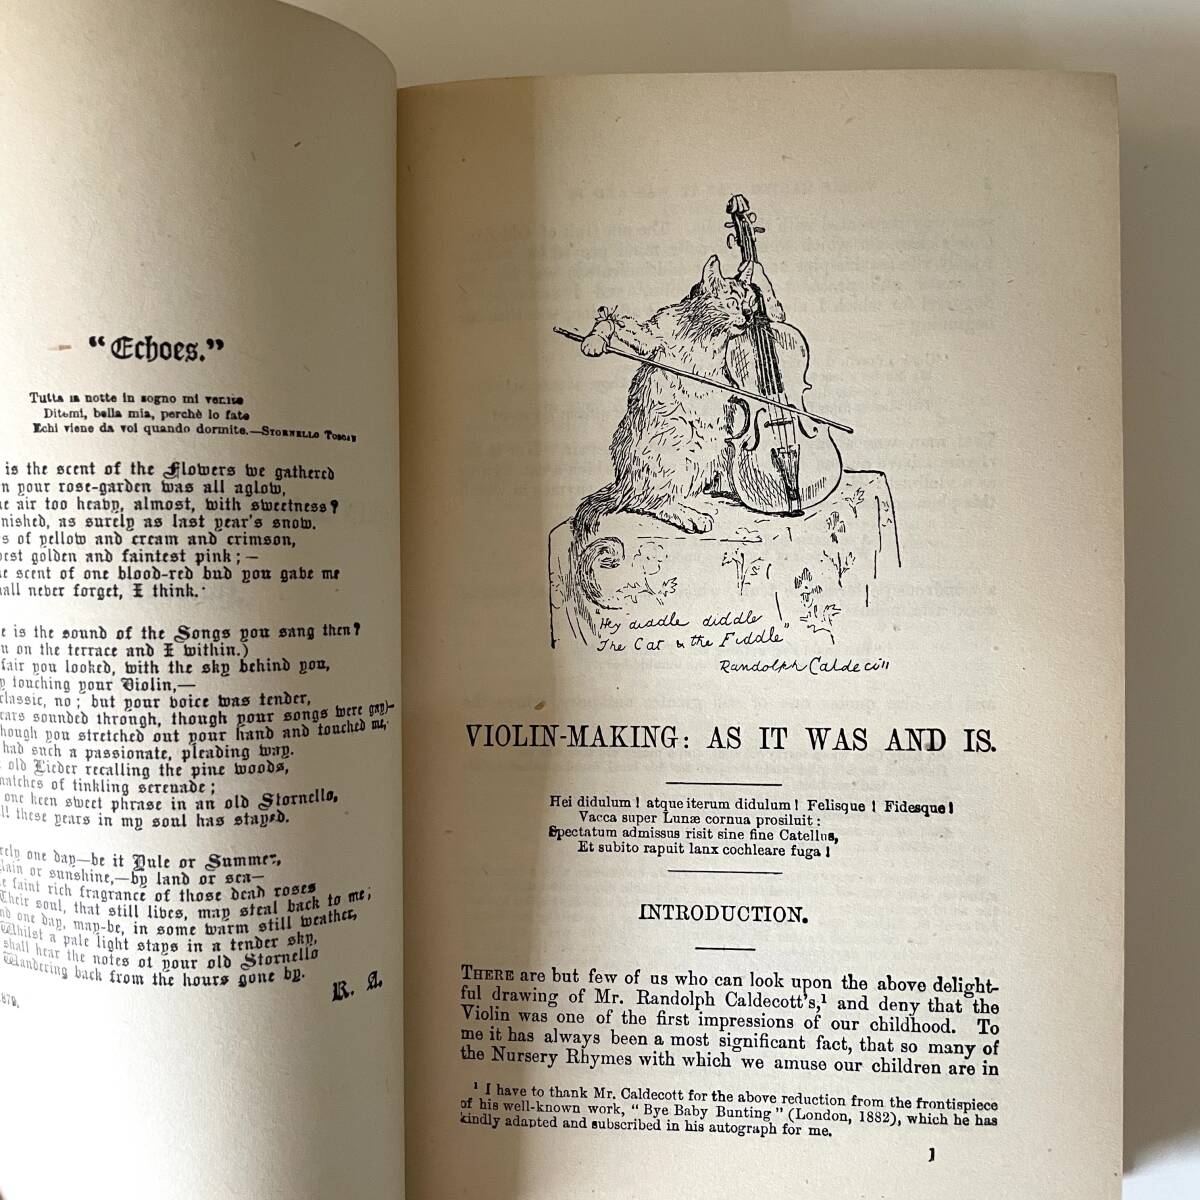 “Echoes.”
Tutta la notte in sogno mi venite
Ditemi, bella mia, perchè lo fate
Echi viene da voi quando dormite.—STORNELLO TOSCAN
is the scent of the Flowers we gathered
n your rose-garden was all aglow,
e air too heavy, almost, with sweetness?
nished, as surely as last year's snow.
s of yellow and cream and crimson,
est golden and faintest pink;—
e scent of one blood-red bud you gabe me
all never forget, I think.
e is the sound of the Songs you sang then?
n on the terrace and I within.)
fair you looked, with the sky behind you,
y touching your Violin,—
classic, no; but your voice was tender,
ears sounded through, though your songs were gay)—
hough you stretched out your hand and touched me,
had such a passionate, pleading way.
old Lieder recalling the pine woods,
natches of tinkling serenade;
one keen sweet phrase in an old Stornello,
ll these years in my soul has stayed.
rely one day—be it Yule or Summer,
Rain or sunshine,—by land or sea—
e faint rich fragrance of those dead roses
Their soul, that still lives, may steal back to me;
nd one day, may-be, in some warm still weather,
Whilst a pale light stays in a tender sky,
shall hear the notes of your old Stornello
Wandering back from the hours gone by.
R. A.
879.
"Hey diddle diddle
The Cat & the Fiddle"
Randolph Caldecott
VIOLIN-MAKING: AS IT WAS AND IS.
Hei didulum! atque iterum didulum! Felisque! Fidesque!
Vacca super Lunæ cornua prosiluit:
Spectatum admissus risit sine fine Catellus,
Et subito rapuit lanx cochleare fuga!
INTRODUCTION.
THERE are but few of us who can look upon the above delight-
ful drawing of Mr. Randolph Caldecott's,¹ and deny that the
Violin was one of the first impressions of our childhood. To
me it has always been a most significant fact, that so many of
the Nursery Rhymes with which we amuse our children are in
¹ I have to thank Mr. Caldecott for the above reduction from the frontispiece
of his well-known work, “Bye Baby Bunting” (London, 1882), which he has
kindly adapted and subscribed in his autograph for me.
1